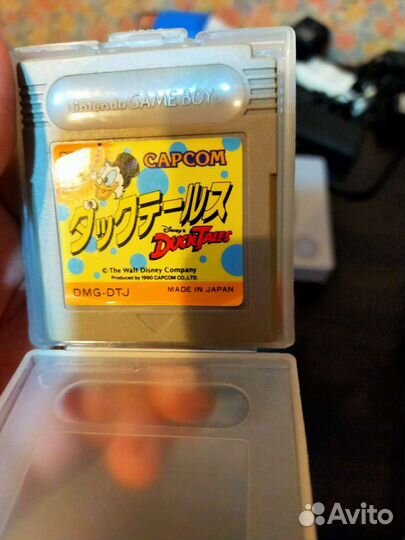 Nintendo GAME BOY
CAPCOM
ダックテールス
Disney's
DUCKTALES
© The Walt Disney Company
Produced by 1990 CAPCOM CO.,LTD.
DMG-DTJ MADE IN JAPAN
Avito